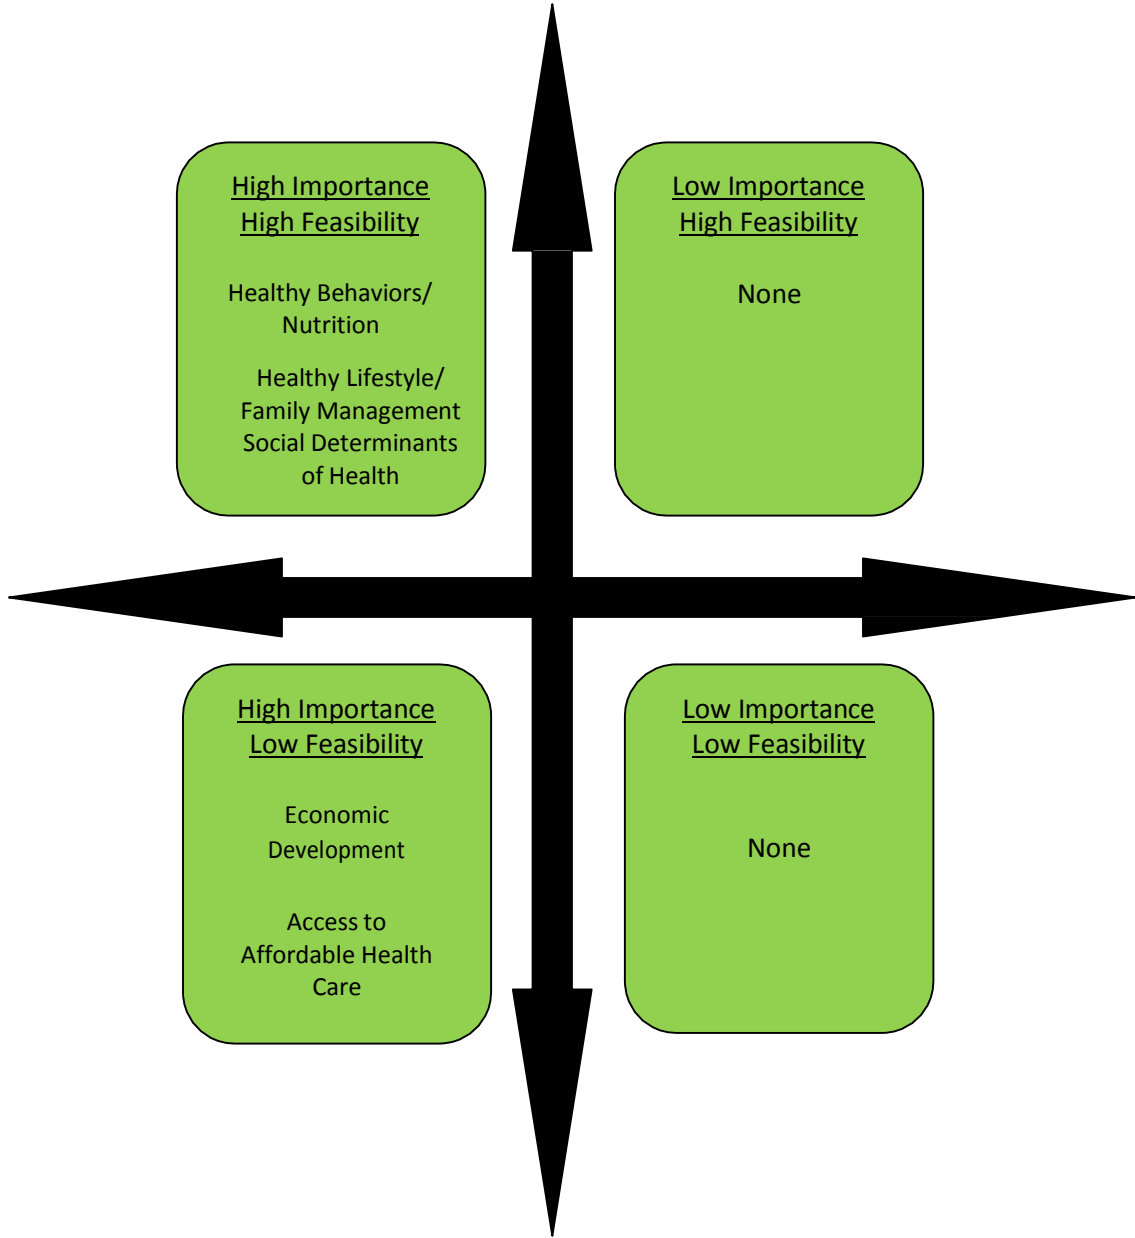 High Importance
High Feasibility
Healthy Behaviors/
Nutrition
Healthy Lifestyle/
Family Management
Social Determinants
of Health
Low Importance
High Feasibility
None
High Importance
Low Feasibility
Economic
Development
Access to
Affordable Health
Care
Low Importance
Low Feasibility
None